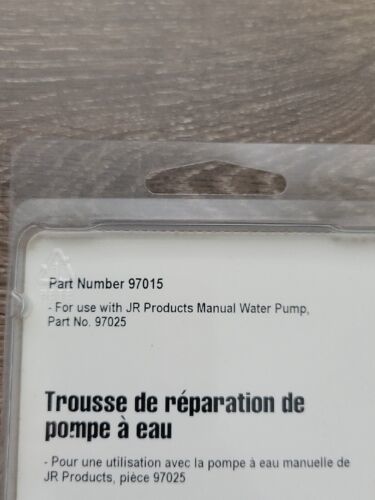 Part Number 97015
- For use with JR Products Manual Water Pump,
Part No. 97025
Trousse de réparation de
pompe à eau
- Pour une utilisation avec la pompe à eau manuelle de
JR Products, pièce 97025